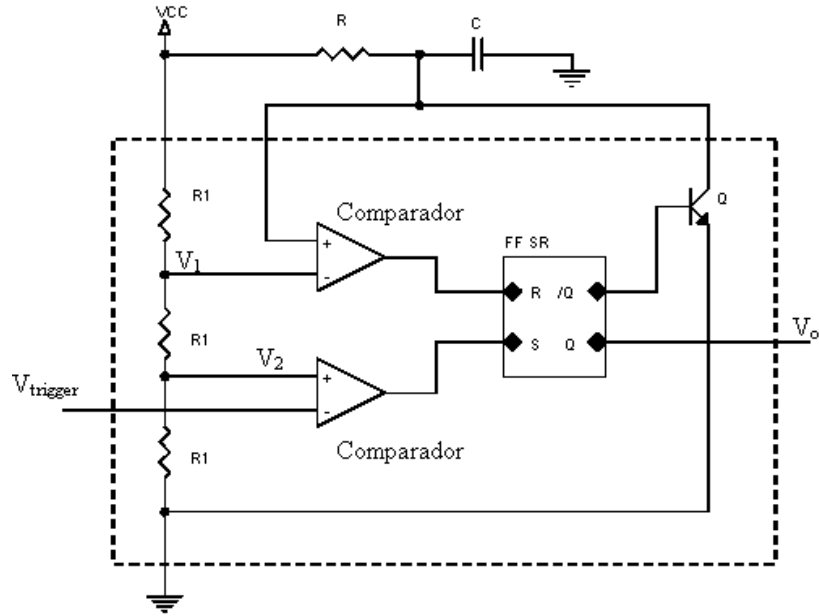 VCC
R
C
R1
Comparador
Q
+
-
V1
FF SR
R /Q
S Q
Vo
R1
V2
+
-
Vtrigger
R1
Comparador